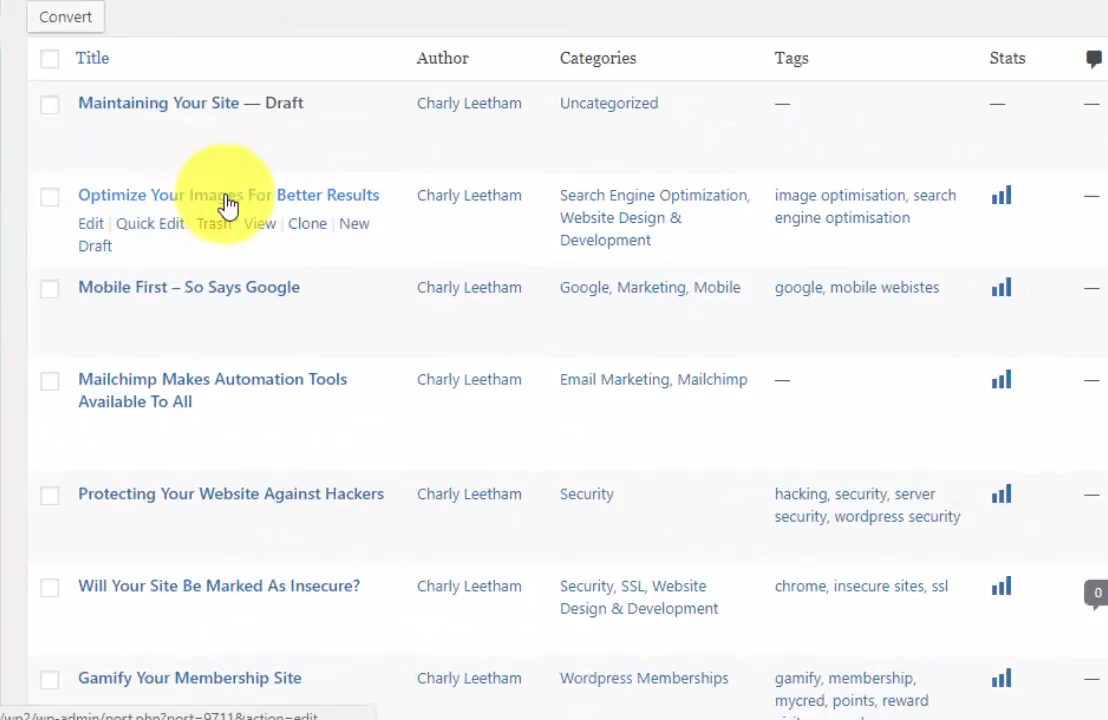 Convert
Title Author Categories Tags Stats
Maintaining Your Site — Draft Charly Leetham Uncategorized — — —
Optimize Your Images For Better Results Charly Leetham Search Engine Optimization, image optimisation, search —
Edit | Quick Edit | Trash | View | Clone | New Website Design & engine optimisation
Draft Development
Mobile First – So Says Google Charly Leetham Google, Marketing, Mobile google, mobile webistes —
Mailchimp Makes Automation Tools Charly Leetham Email Marketing, Mailchimp — —
Available To All
Protecting Your Website Against Hackers Charly Leetham Security hacking, security, server —
security, wordpress security
Will Your Site Be Marked As Insecure? Charly Leetham Security, SSL, Website chrome, insecure sites, ssl 0
Design & Development
Gamify Your Membership Site Charly Leetham Wordpress Memberships gamify, membership, —
mycred, points, reward
/wp2/wp-admin/post.php?post=9711&action=edit